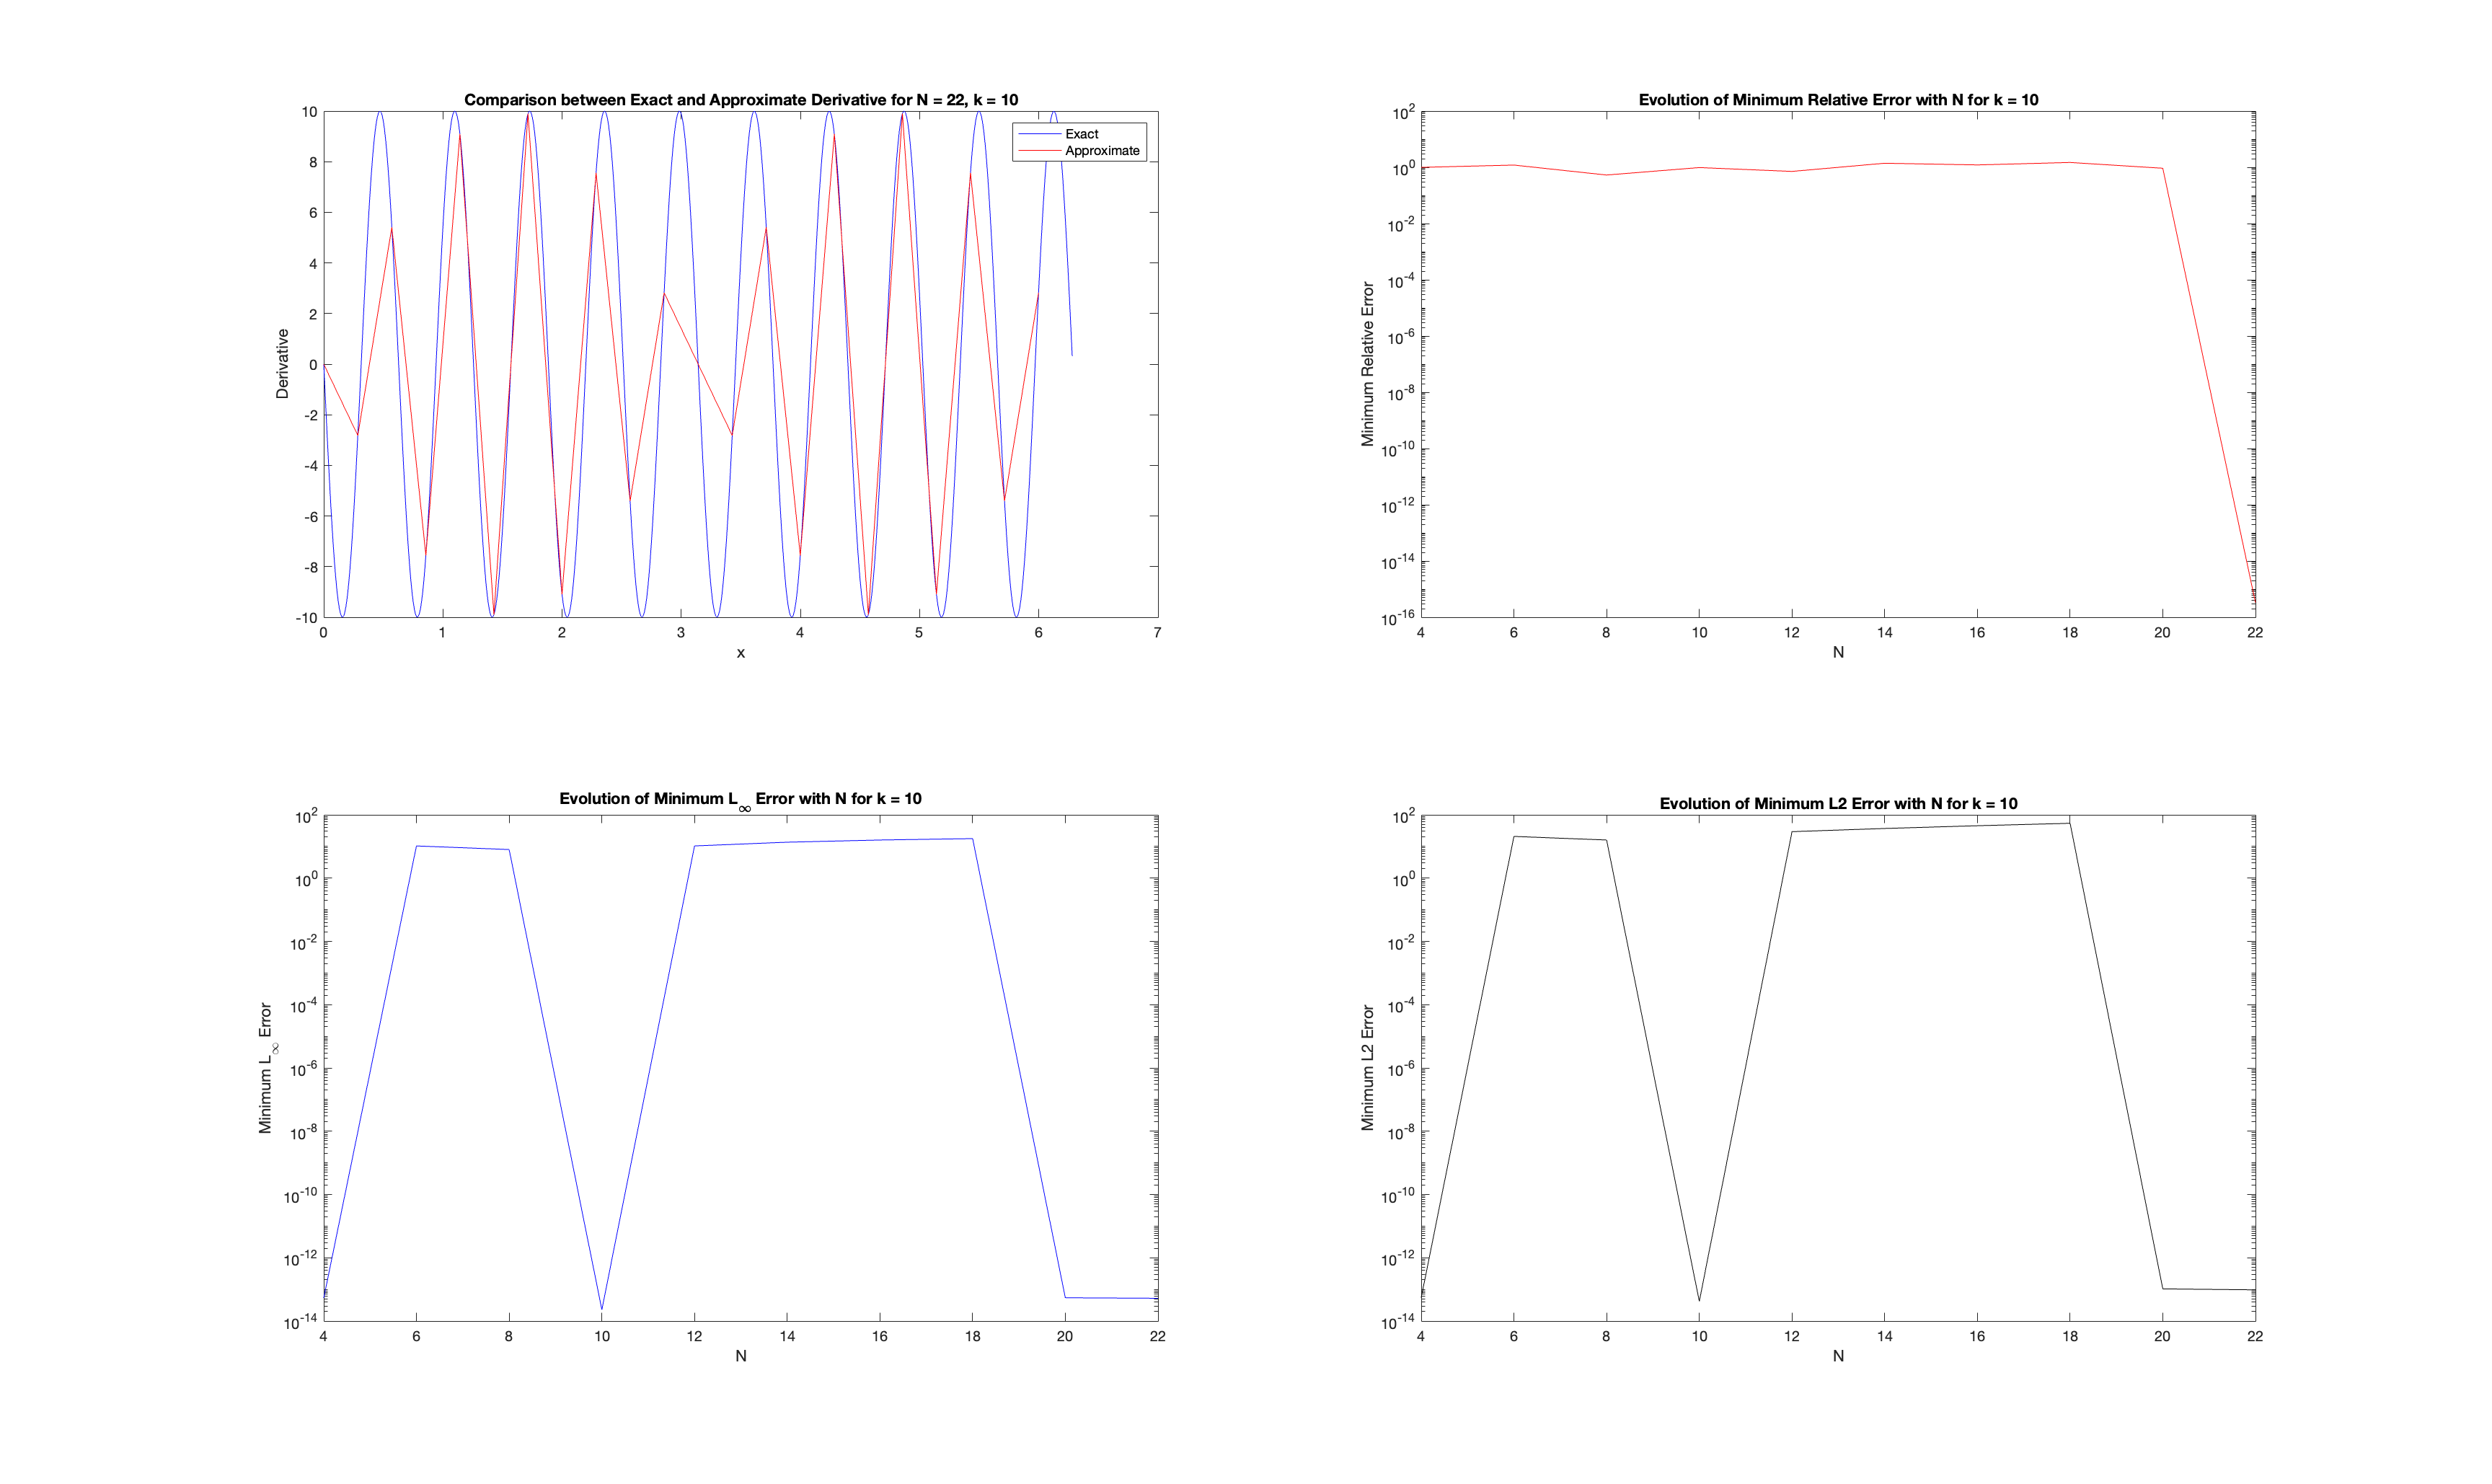 Comparison between Exact and Approximate Derivative for N = 22, k = 10
Exact
Approximate
10
8
6
4
2
0
-2
-4
-6
-8
-10
Derivative
0 1 2 3 4 5 6 7
x
Evolution of Minimum Relative Error with N for k = 10
10^2
10^0
10^-2
10^-4
10^-6
10^-8
10^-10
10^-12
10^-14
10^-16
Minimum Relative Error
4 6 8 10 12 14 16 18 20 22
N
Evolution of Minimum L_∞ Error with N for k = 10
10^2
10^0
10^-2
10^-4
10^-6
10^-8
10^-10
10^-12
10^-14
Minimum L_∞ Error
4 6 8 10 12 14 16 18 20 22
N
Evolution of Minimum L2 Error with N for k = 10
10^2
10^0
10^-2
10^-4
10^-6
10^-8
10^-10
10^-12
10^-14
Minimum L2 Error
4 6 8 10 12 14 16 18 20 22
N